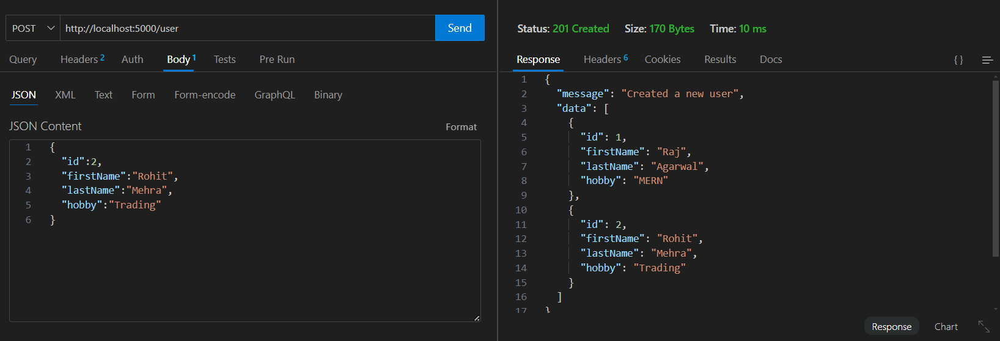 POST http://localhost:5000/user Send
Query Headers 2 Auth Body 1 Tests Pre Run
JSON XML Text Form Form-encode GraphQL Binary
JSON Content Format
1 {
2 "id":2,
3 "firstName":"Rohit",
4 "lastName":"Mehra",
5 "hobby":"Trading"
6 }
Status: 201 Created Size: 170 Bytes Time: 10 ms
Response Headers 6 Cookies Results Docs { }
1 {
2 "message": "Created a new user",
3 "data": [
4 {
5 "id": 1,
6 "firstName": "Raj",
7 "lastName": "Agarwal",
8 "hobby": "MERN"
9 },
10 {
11 "id": 2,
12 "firstName": "Rohit",
13 "lastName": "Mehra",
14 "hobby": "Trading"
15 }
16 ]
17 }
Response Chart